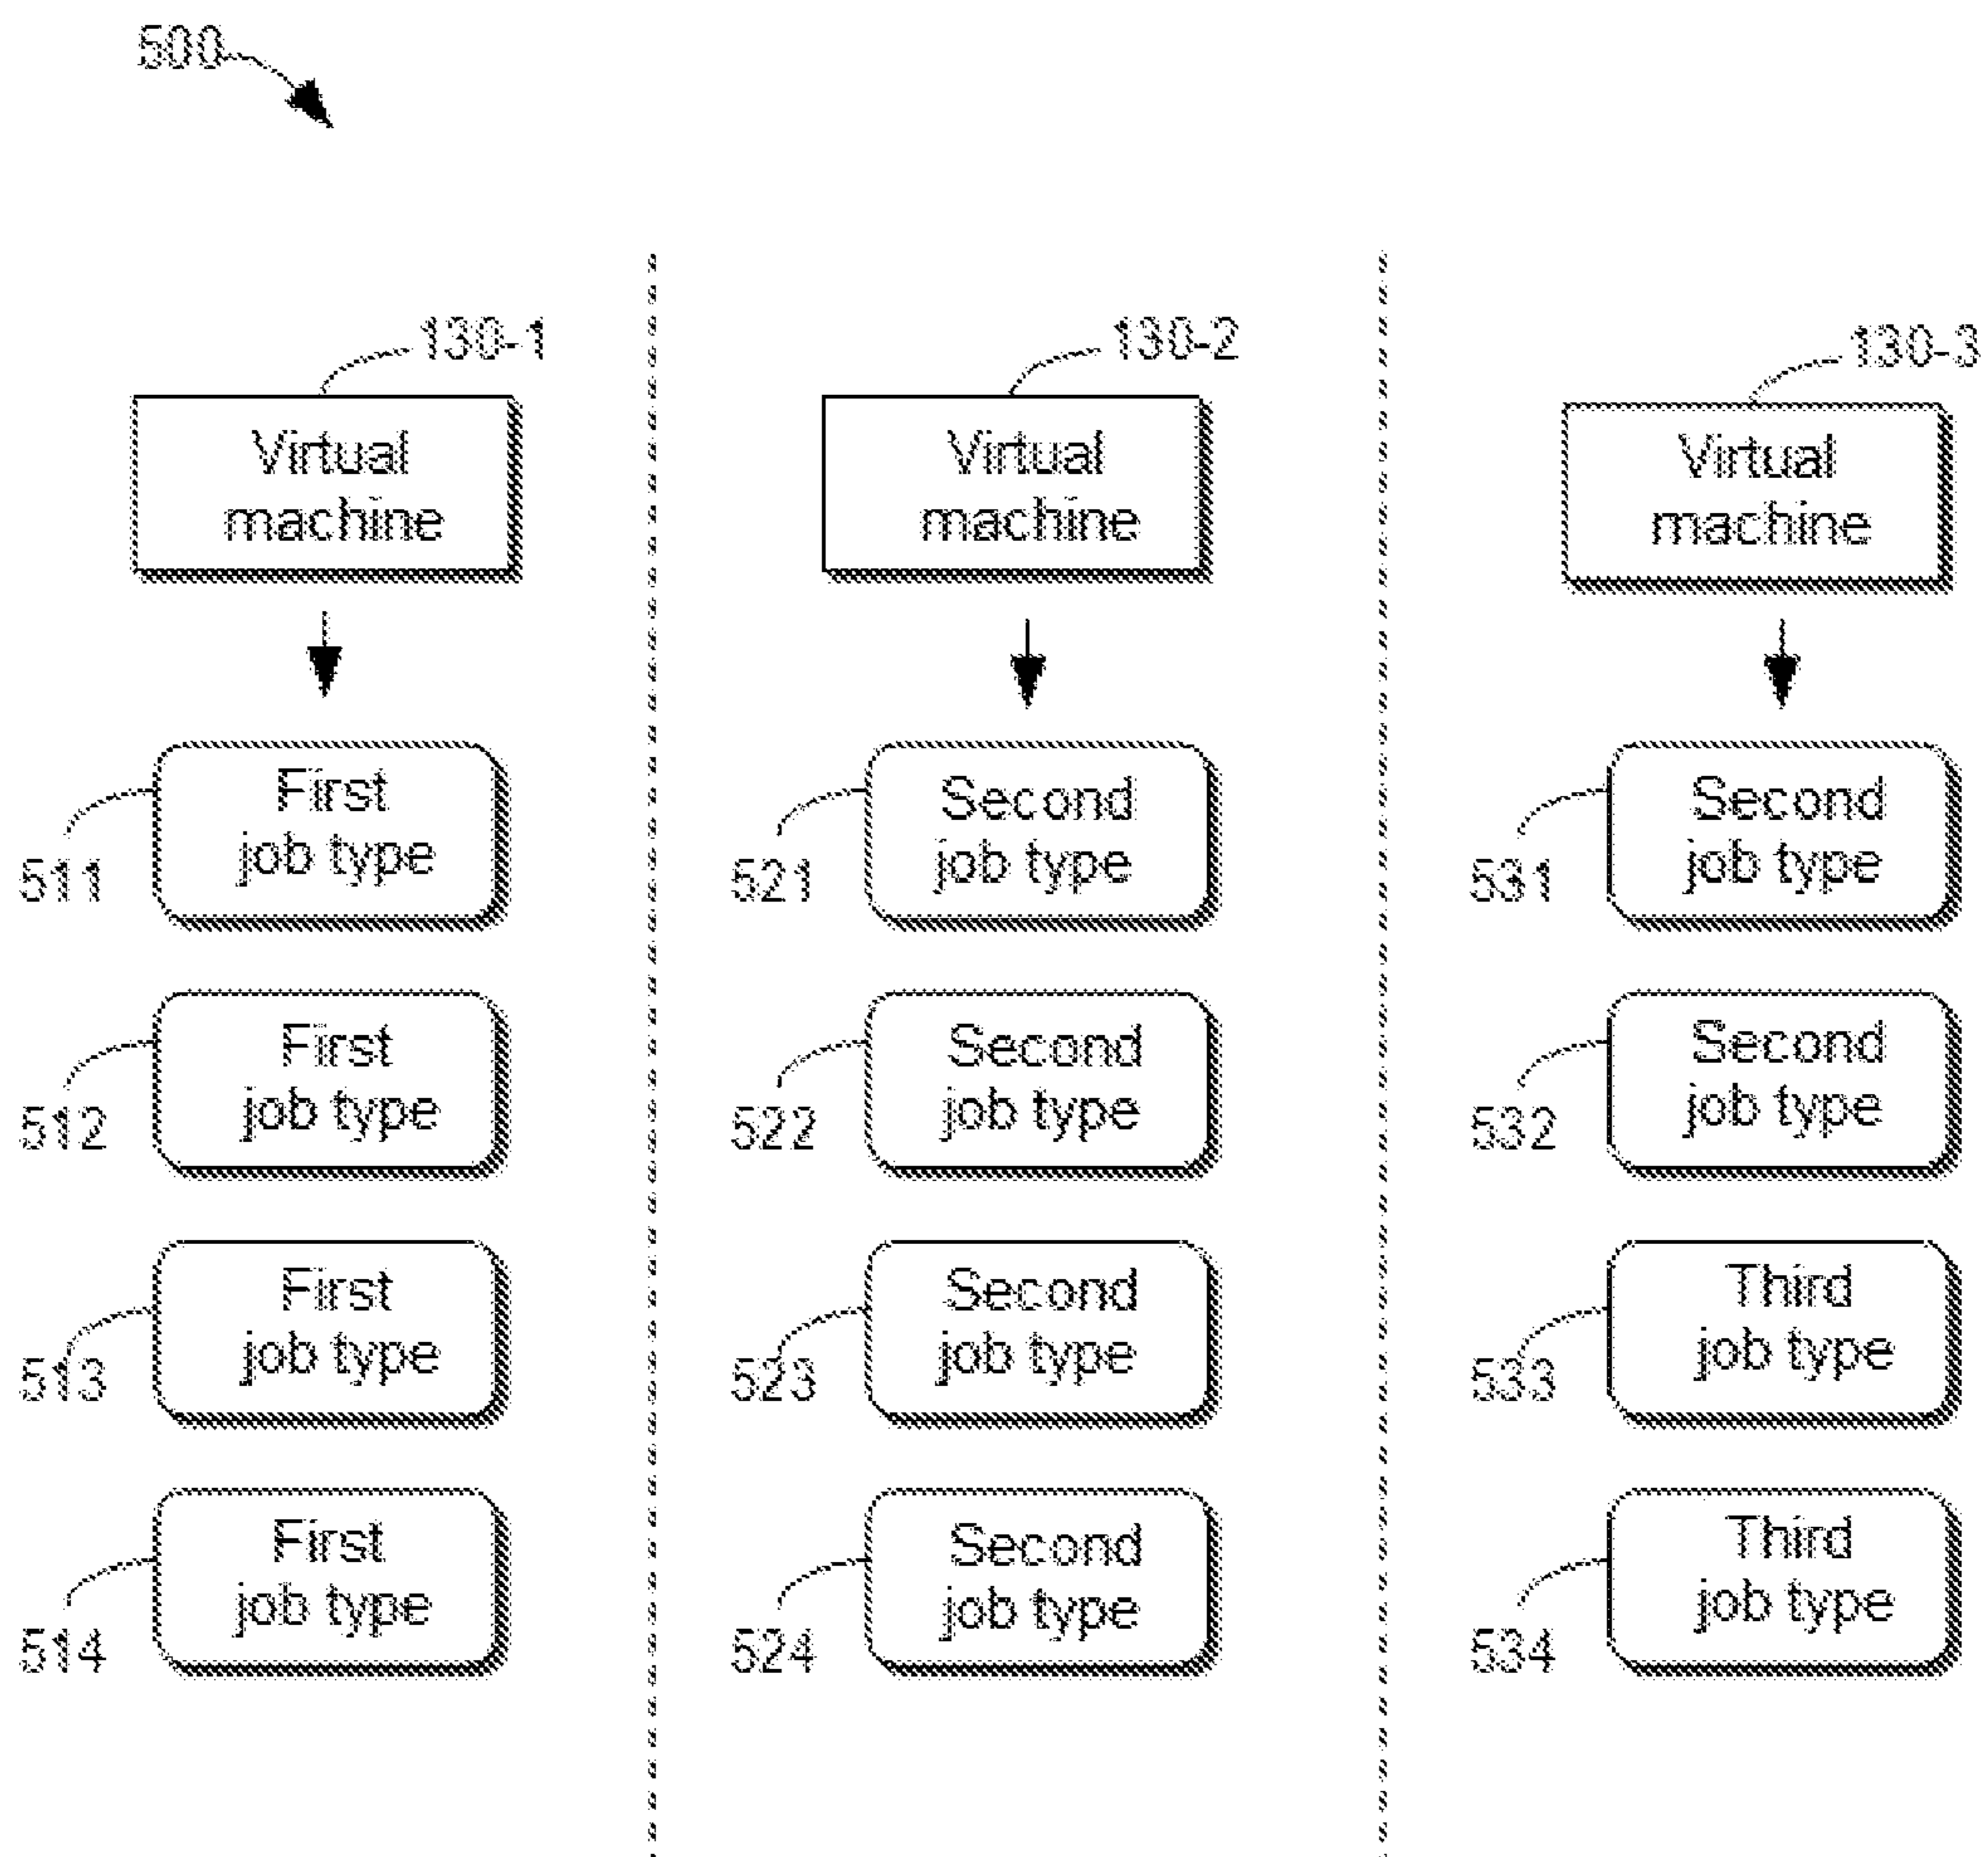 500
130-1
130-2
130-3
Virtual
machine
Virtual
machine
Virtual
machine
First
job type
511
Second
job type
521
Second
job type
531
First
job type
512
Second
job type
522
Second
job type
532
First
job type
513
Second
job type
523
Third
job type
533
First
job type
514
Second
job type
524
Third
job type
534